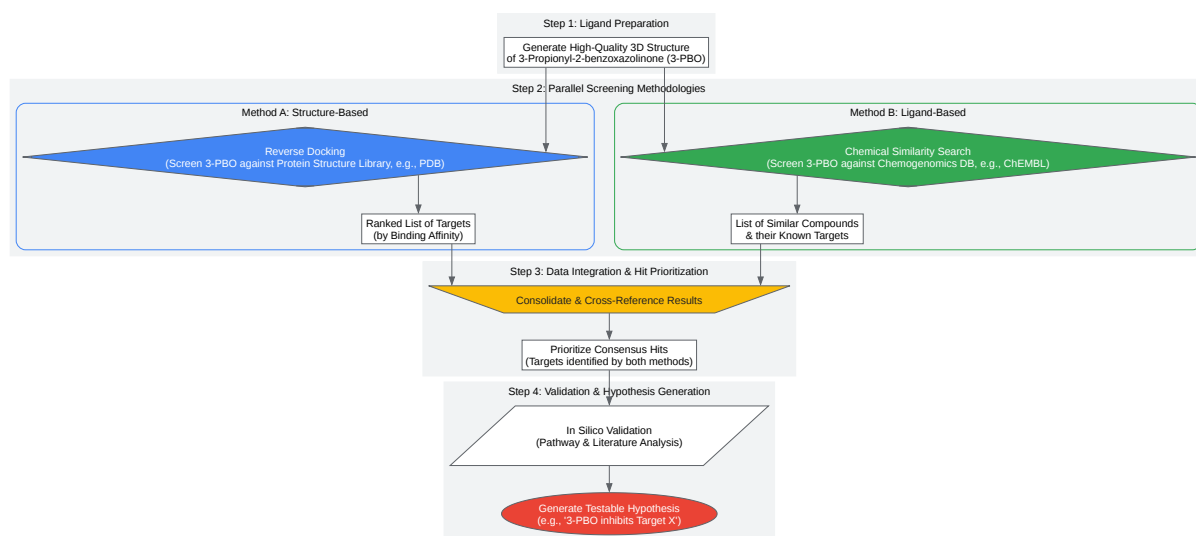 Step 1: Ligand Preparation
Generate High-Quality 3D Structure
of 3-Propionyl-2-benzoxazolinone (3-PBO)
Step 2: Parallel Screening Methodologies
Method A: Structure-Based
Reverse Docking
(Screen 3-PBO against Protein Structure Library, e.g., PDB)
Ranked List of Targets
(by Binding Affinity)
Method B: Ligand-Based
Chemical Similarity Search
(Screen 3-PBO against Chemogenomics DB, e.g., ChEMBL)
List of Similar Compounds
& their Known Targets
Step 3: Data Integration & Hit Prioritization
Consolidate & Cross-Reference Results
Prioritize Consensus Hits
(Targets identified by both methods)
Step 4: Validation & Hypothesis Generation
In Silico Validation
(Pathway & Literature Analysis)
Generate Testable Hypothesis
(e.g., '3-PBO inhibits Target X')